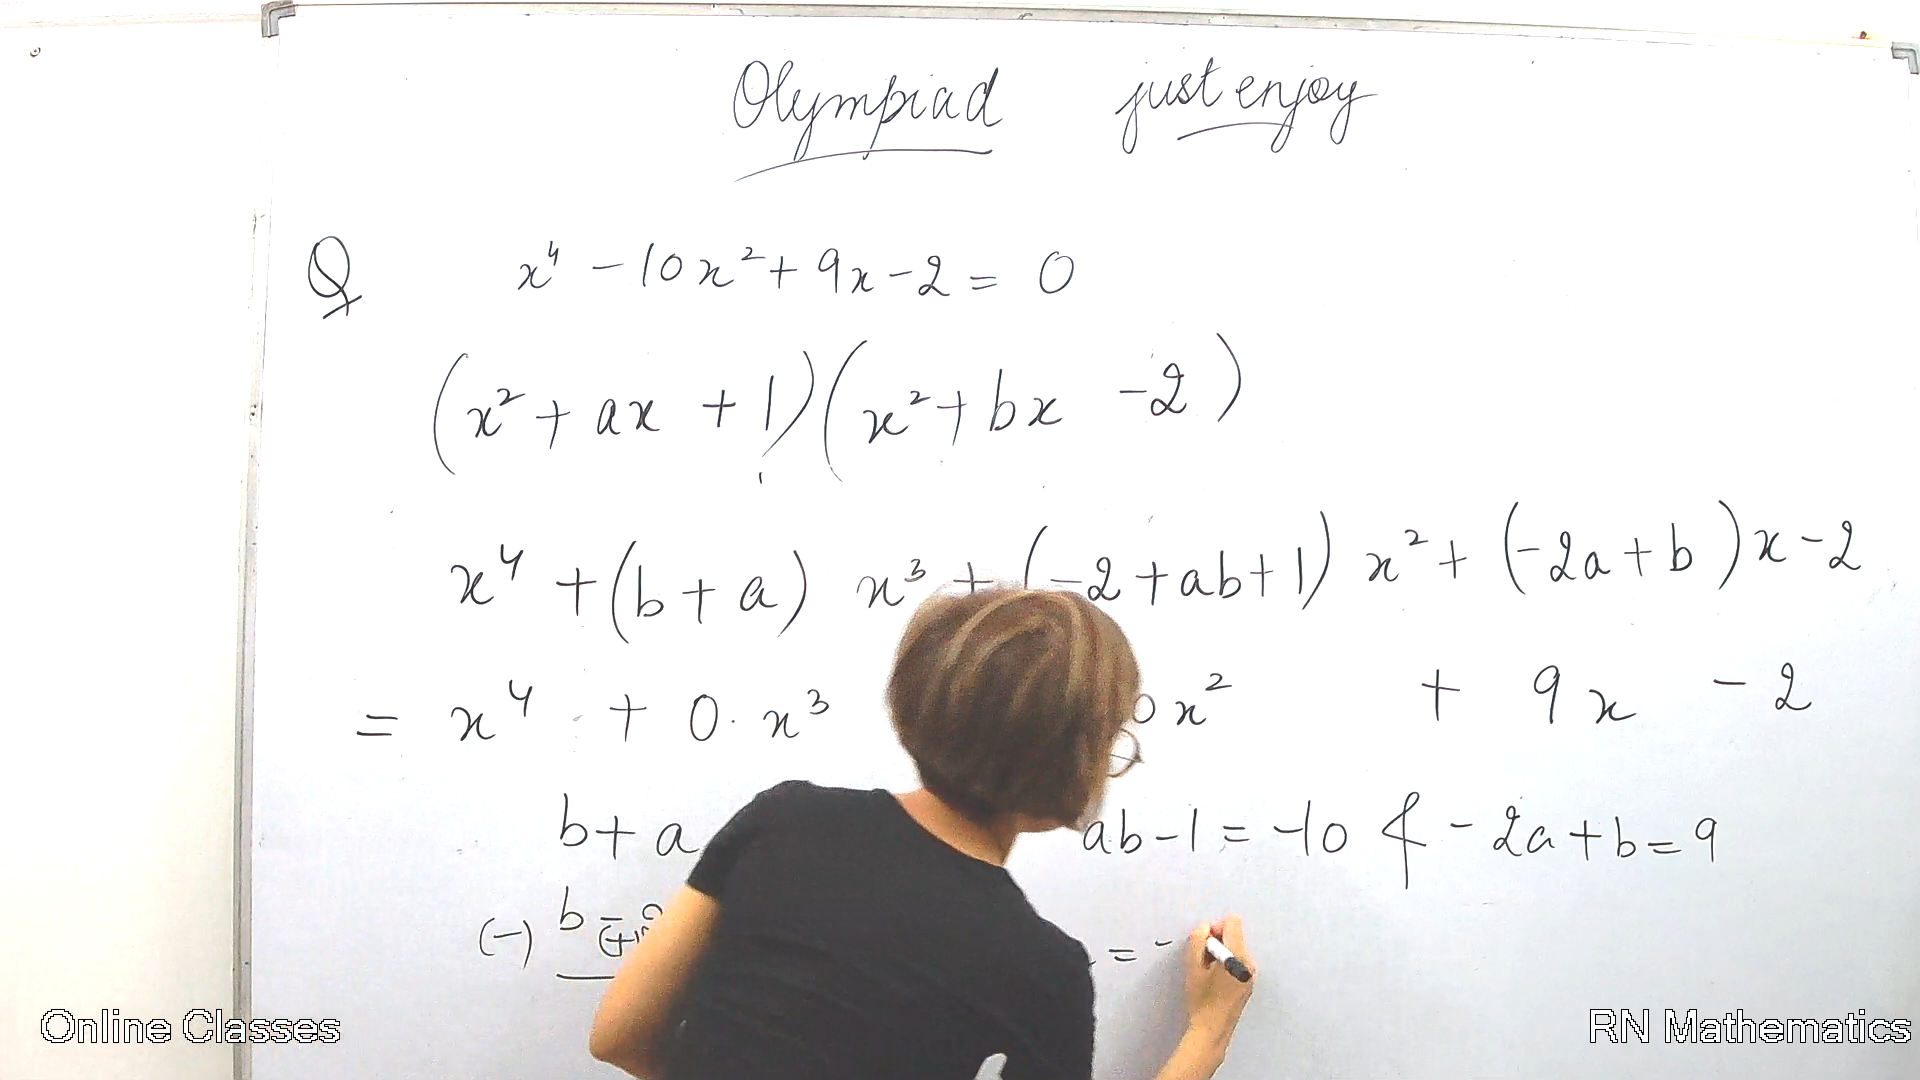 Olympiad just enjoy
Q x⁴ - 10x² + 9x - 2 = 0
(x² + ax + 1)(x² + bx - 2)
x⁴ + (b + a) x³ + (-2 + ab + 1) x² + (-2a + b)x - 2
= x⁴ + 0·x³ 0x² + 9x - 2
b + a ab - 1 = -10 & -2a + b = 9
(-) b - = -
(+)
Online Classes RN Mathematics